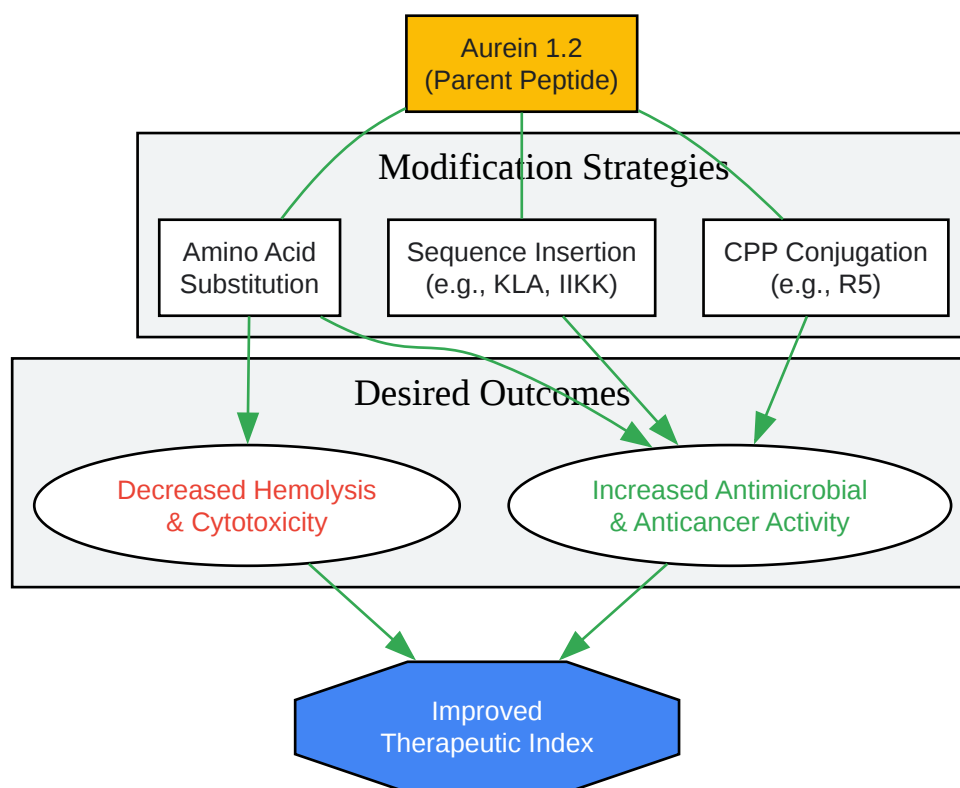 Aurein 1.2
(Parent Peptide)
Modification Strategies
Amino Acid
Substitution
Sequence Insertion
(e.g., KLA, IIKK)
CPP Conjugation
(e.g., R5)
Desired Outcomes
Decreased Hemolysis
& Cytotoxicity
Increased Antimicrobial
& Anticancer Activity
Improved
Therapeutic Index